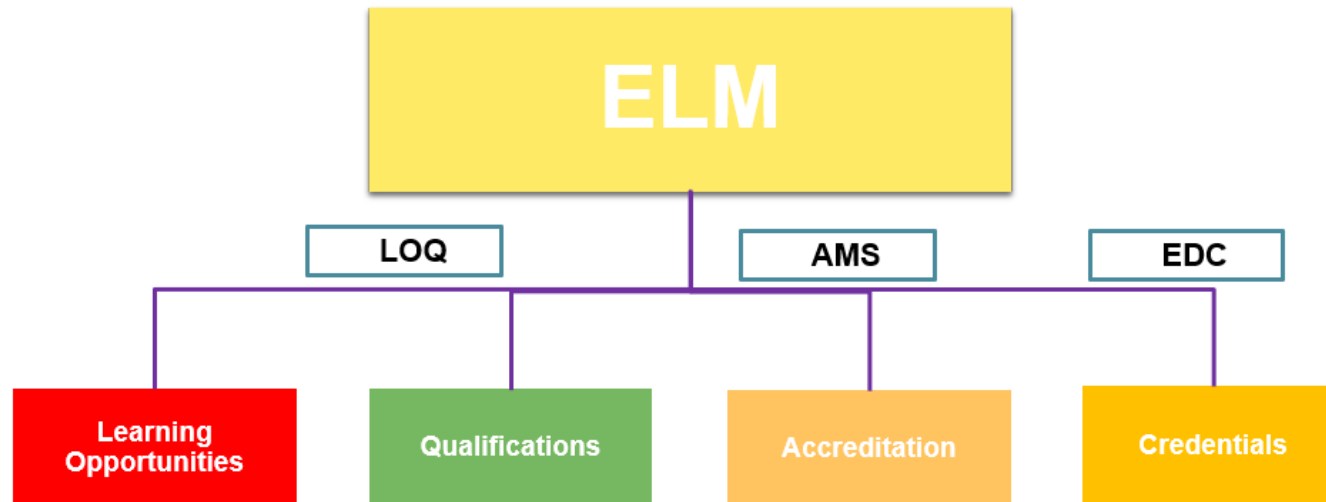 ELM
LOQ
AMS
EDC
Learning
Opportunities
Qualifications
Accreditation
Credentials